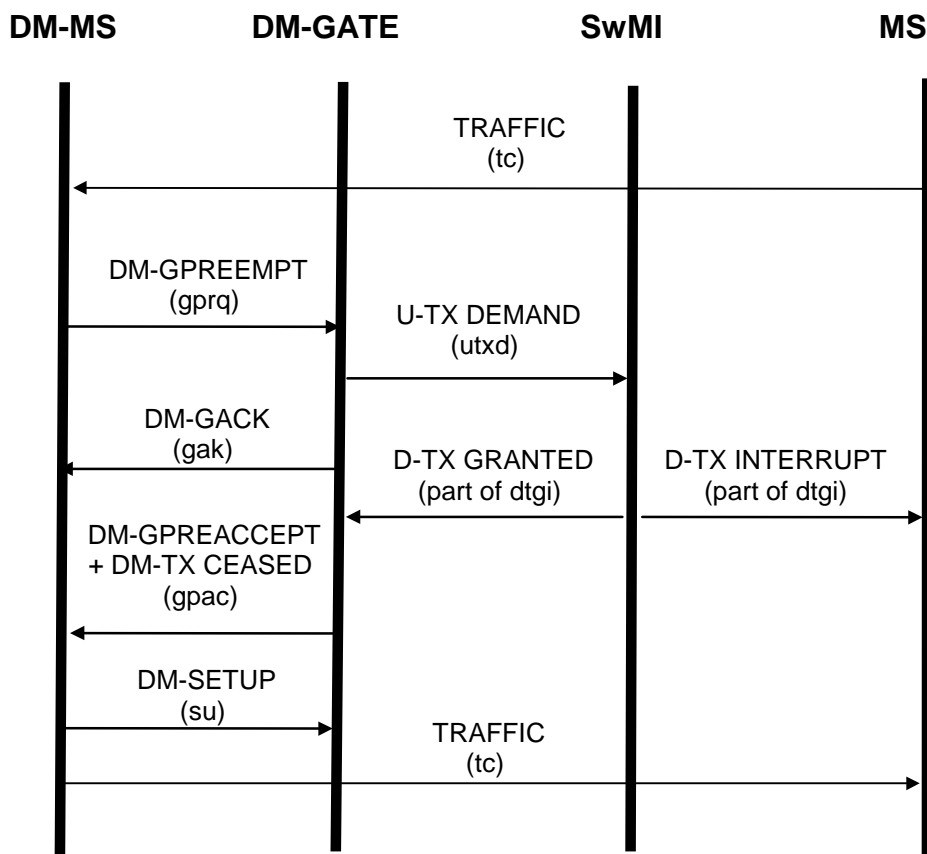 DM-MS DM-GATE SwMI MS
TRAFFIC
(tc)
DM-GPREEMPT
(gprq)
U-TX DEMAND
(utxd)
DM-GACK
(gak)
D-TX GRANTED
(part of dtgi)
D-TX INTERRUPT
(part of dtgi)
DM-GPREACCEPT
+ DM-TX CEASED
(gpac)
DM-SETUP
(su)
TRAFFIC
(tc)